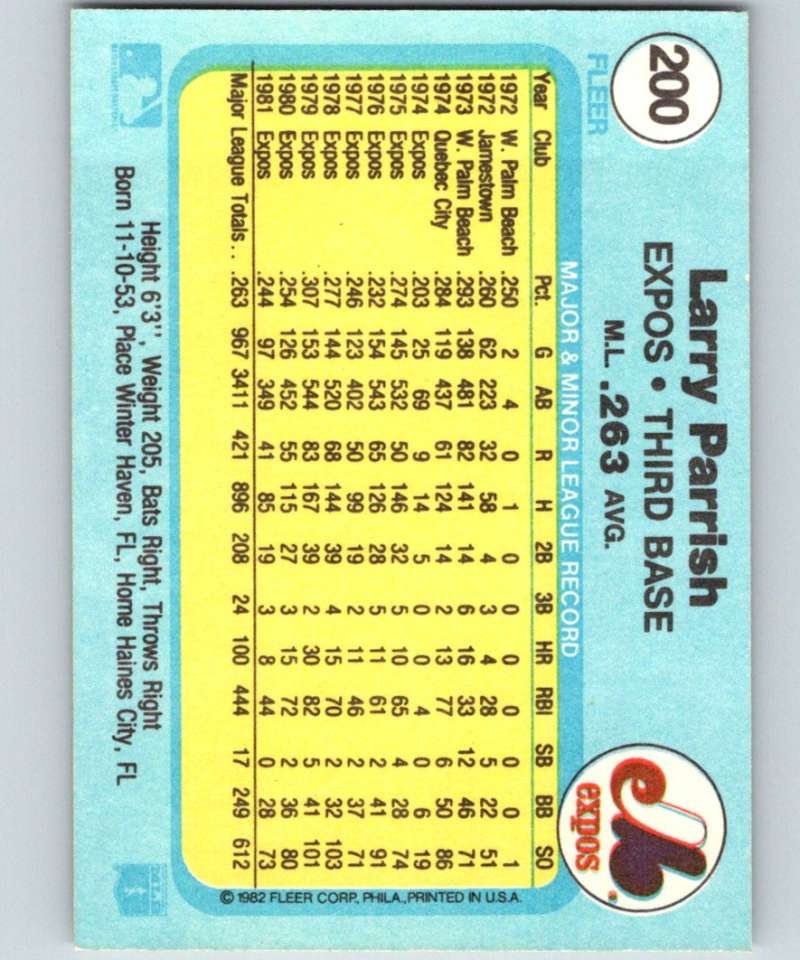 200
FLEER
Larry Parrish
EXPOS • THIRD BASE
M.L. .263 AVG.
expos
MAJOR & MINOR LEAGUE RECORD
Year Club Pct. G AB R H 2B 3B HR RBI SB BB SO
1972 W. Palm Beach .250 2 4 0 1 0 0 0 0 0 0 1
1972 Jamestown .260 62 223 32 58 4 3 4 28 5 22 51
1973 W. Palm Beach .293 138 481 82 141 14 6 16 33 12 46 71
1974 Quebec City .284 119 437 61 124 14 2 13 77 6 50 86
1974 Expos .203 25 69 9 14 5 0 0 4 0 6 19
1975 Expos .274 145 532 50 146 32 5 10 65 4 28 74
1976 Expos .232 154 543 65 126 28 5 11 61 2 41 91
1977 Expos .246 123 402 50 99 19 2 11 46 2 37 71
1978 Expos .277 144 520 68 144 39 4 15 70 2 32 103
1979 Expos .307 153 544 83 167 39 2 30 82 5 41 101
1980 Expos .254 126 452 55 115 27 3 15 72 2 36 80
1981 Expos .244 97 349 41 85 19 3 8 44 0 28 73
Major League Totals . . .263 967 3411 421 896 208 24 100 444 17 249 612
© 1982 FLEER CORP., PHILA., PRINTED IN U.S.A.
Height 6'3", Weight 205, Bats Right, Throws Right
Born 11-10-53, Place Winter Haven, FL, Home Haines City, FL